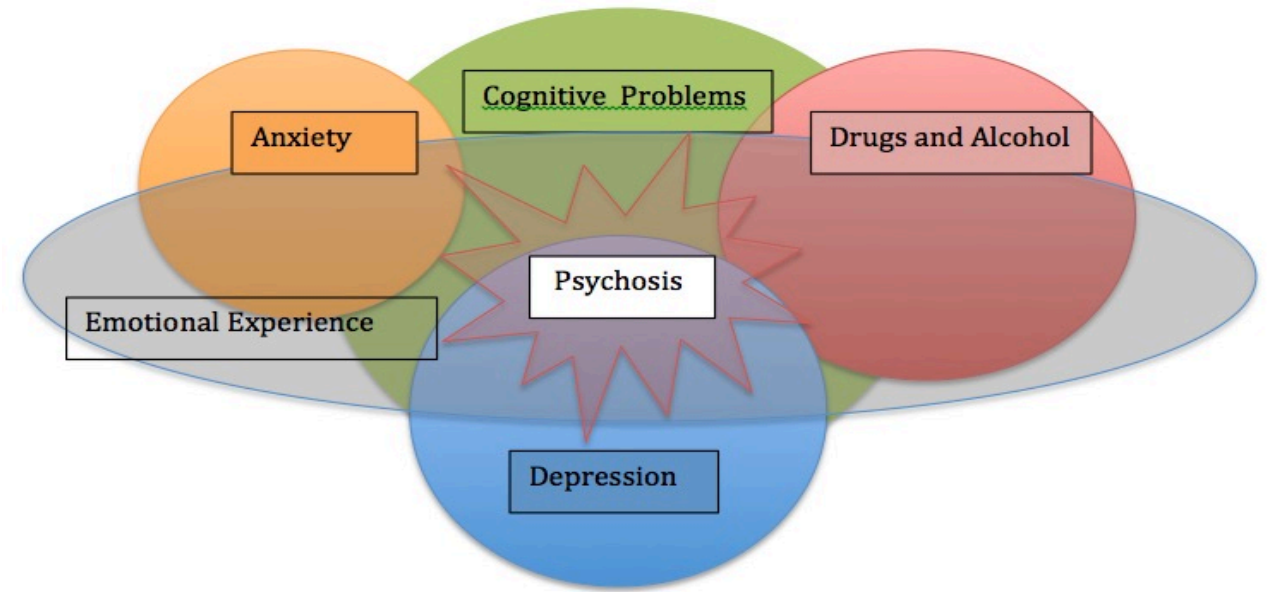 Cognitive  Problems
Anxiety
Drugs and Alcohol
Psychosis
Emotional Experience
Depression